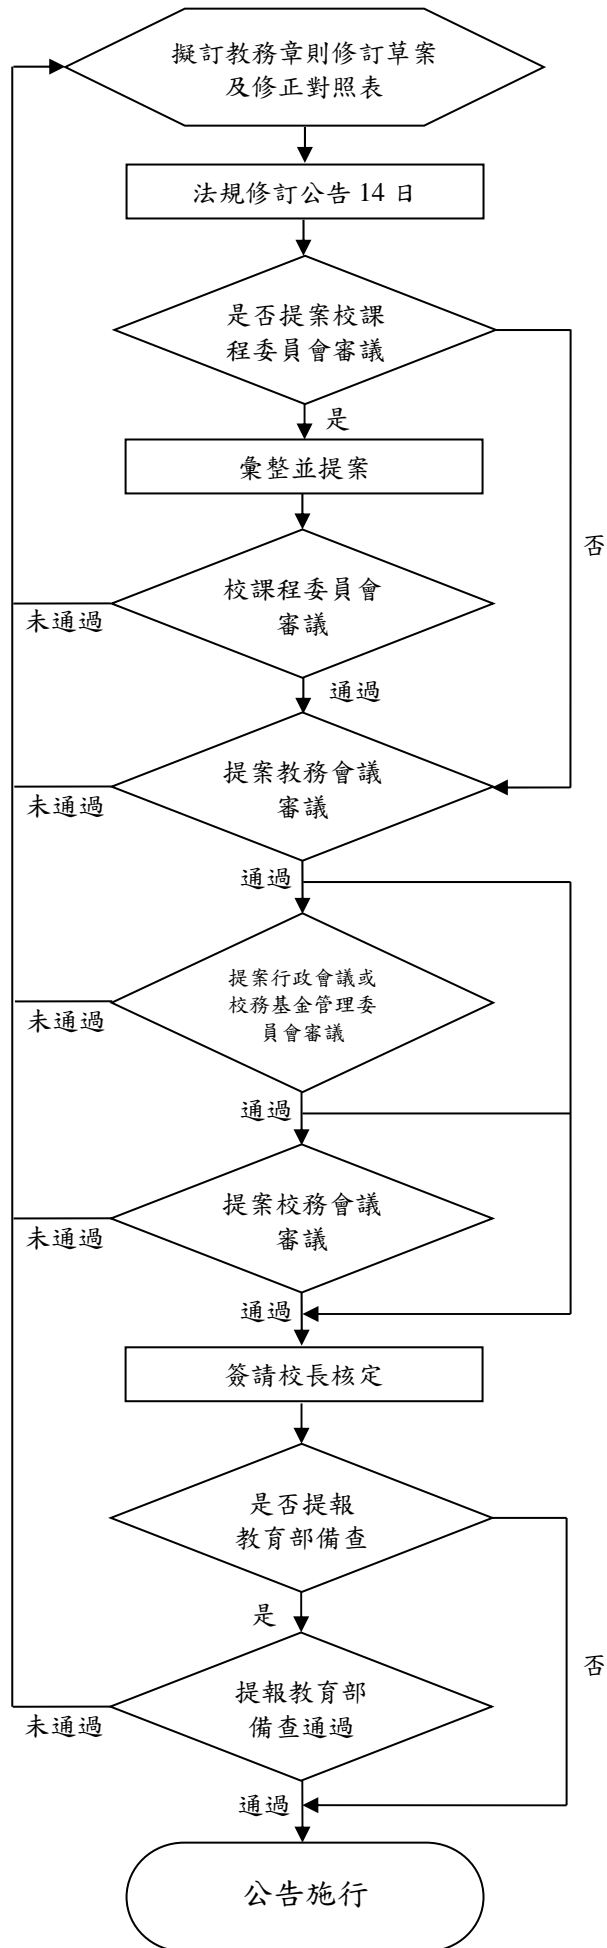 擬訂教務章則修訂草案
及修正對照表
法規修訂公告 14 日
是否提案校課
程委員會審議
是
彙整並提案
否
校課程委員會
審議
未通過
通過
提案教務會議
審議
未通過
通過
提案行政會議或
校務基金管理委
員會審議
未通過
通過
提案校務會議
審議
未通過
通過
簽請校長核定
是否提報
教育部備查
是
否
提報教育部
備查通過
未通過
通過
公告施行